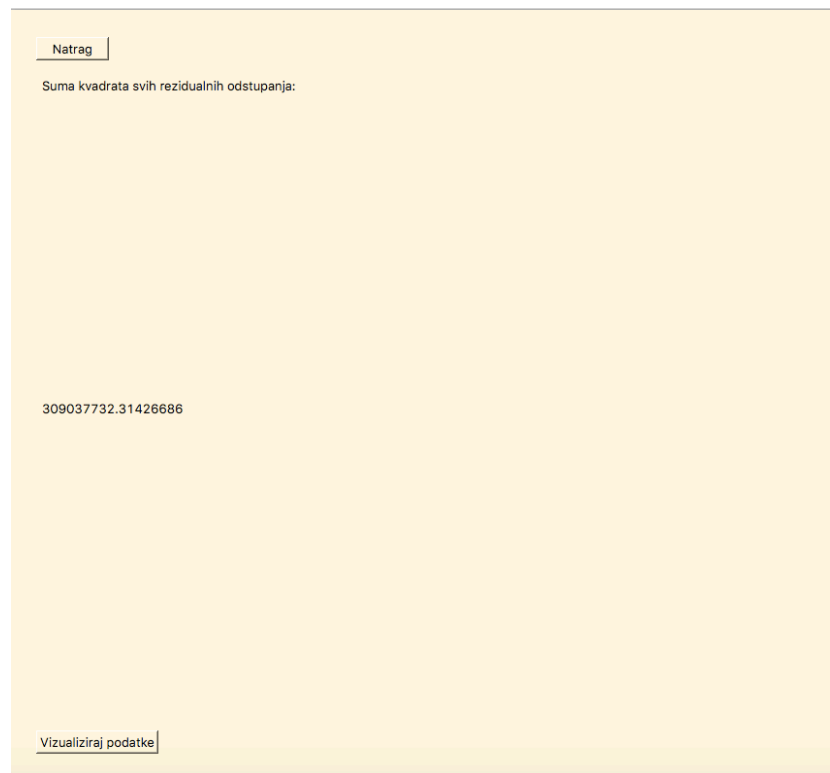 Natrag
Suma kvadrata svih rezidualnih odstupanja:
309037732.31426686
Vizualiziraj podatke